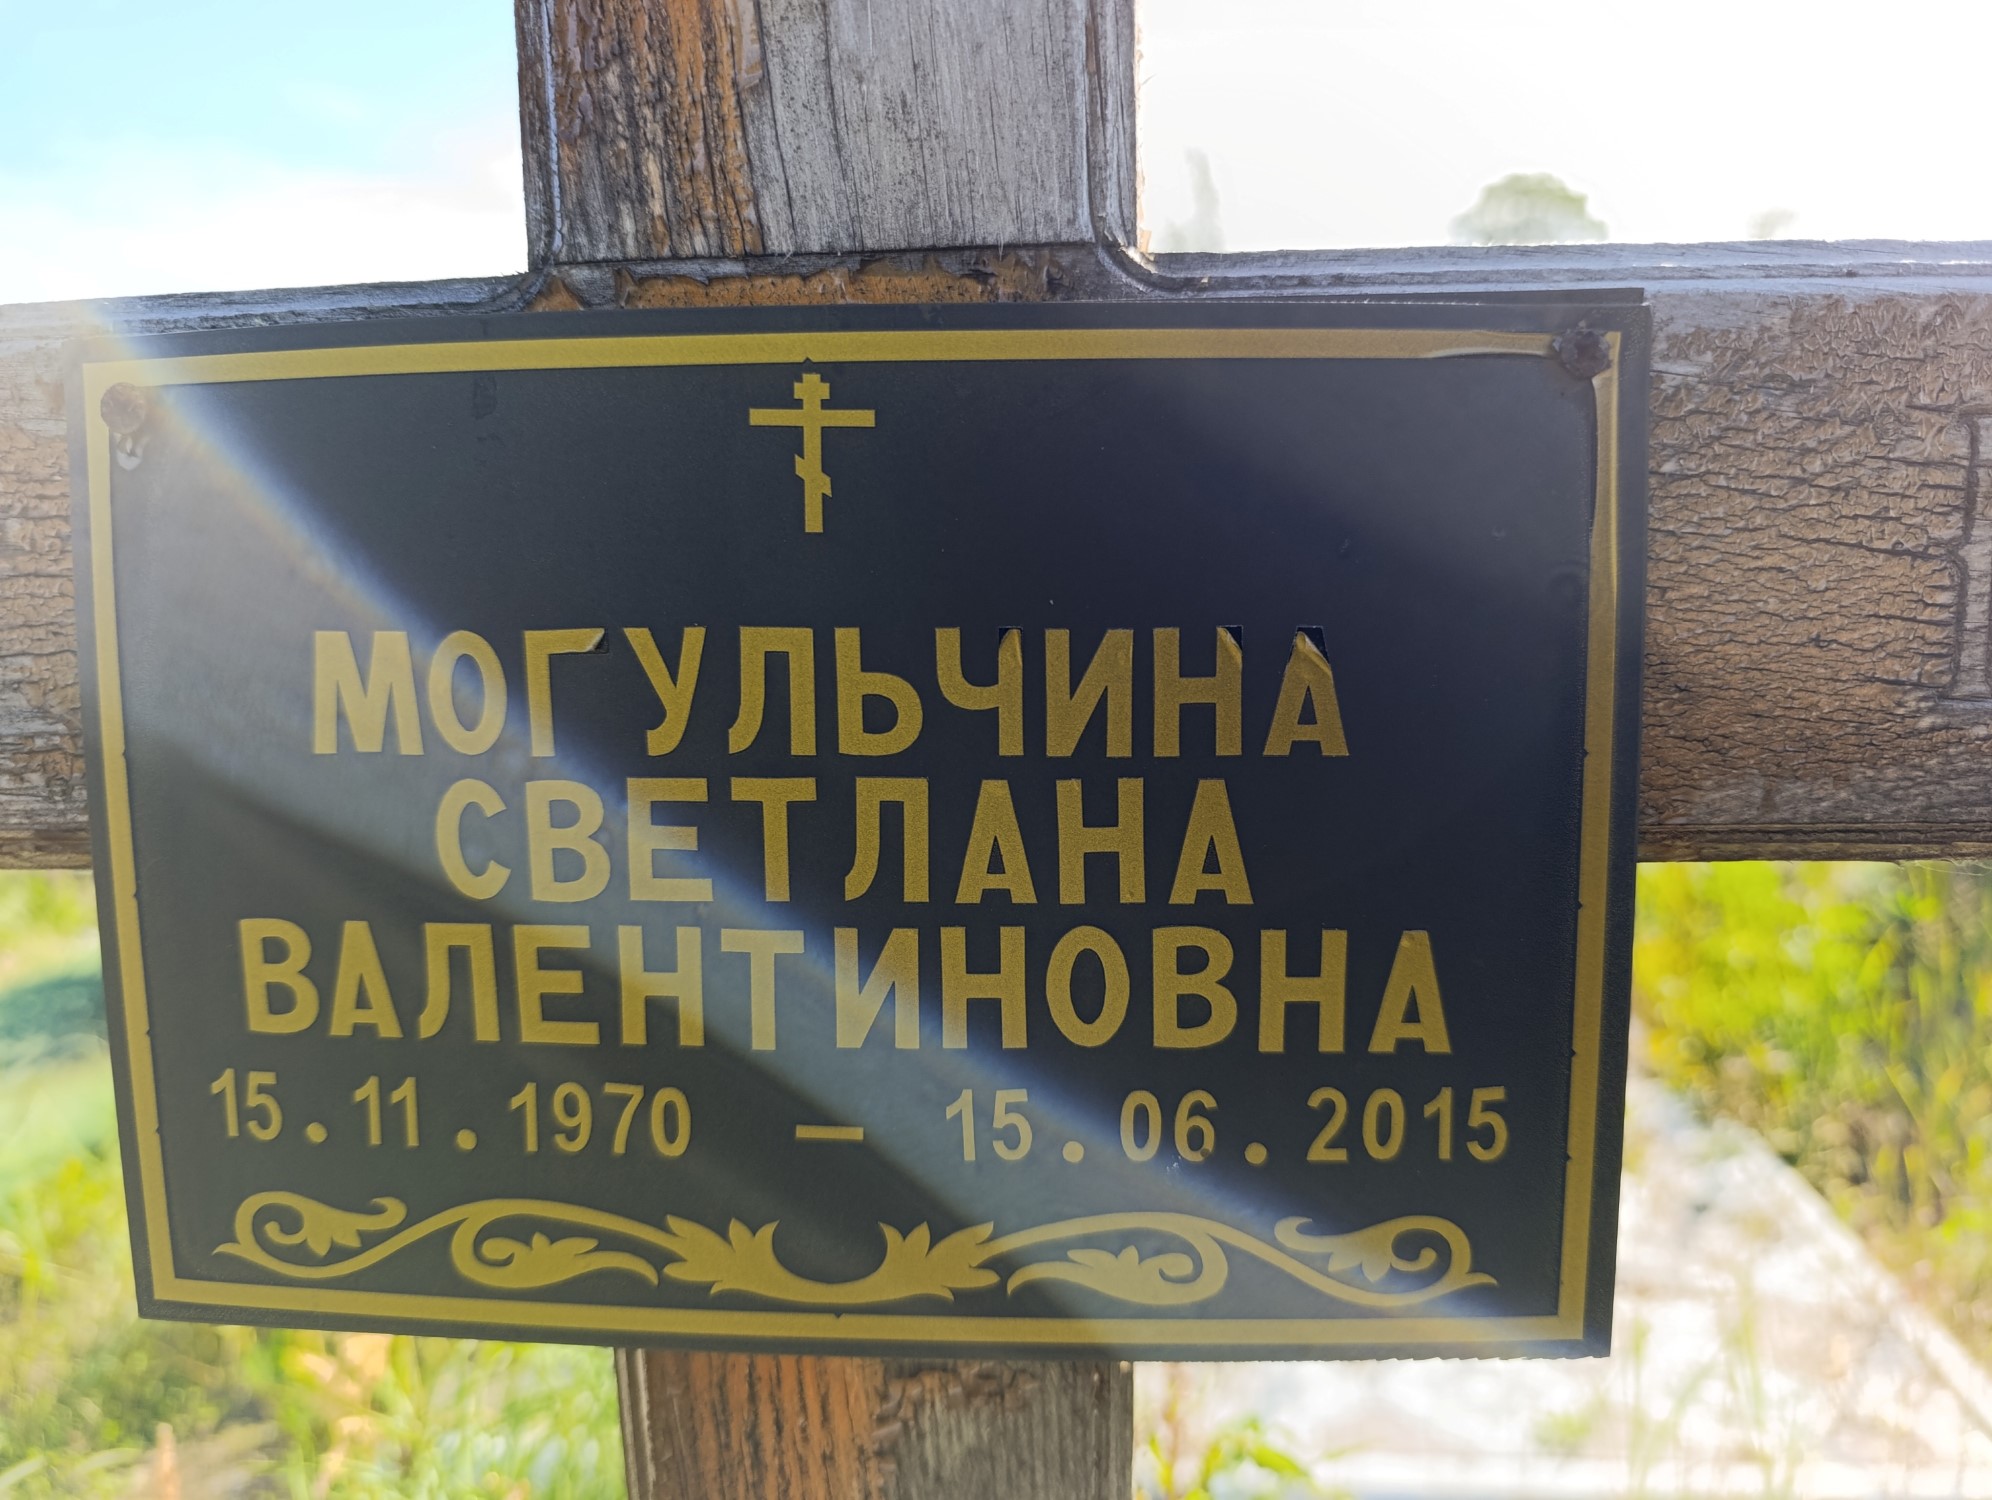 МОГУЛЬЧИНА
СВЕТЛАНА
ВАЛЕНТИНОВНА
15.11.1970 – 15.06.2015